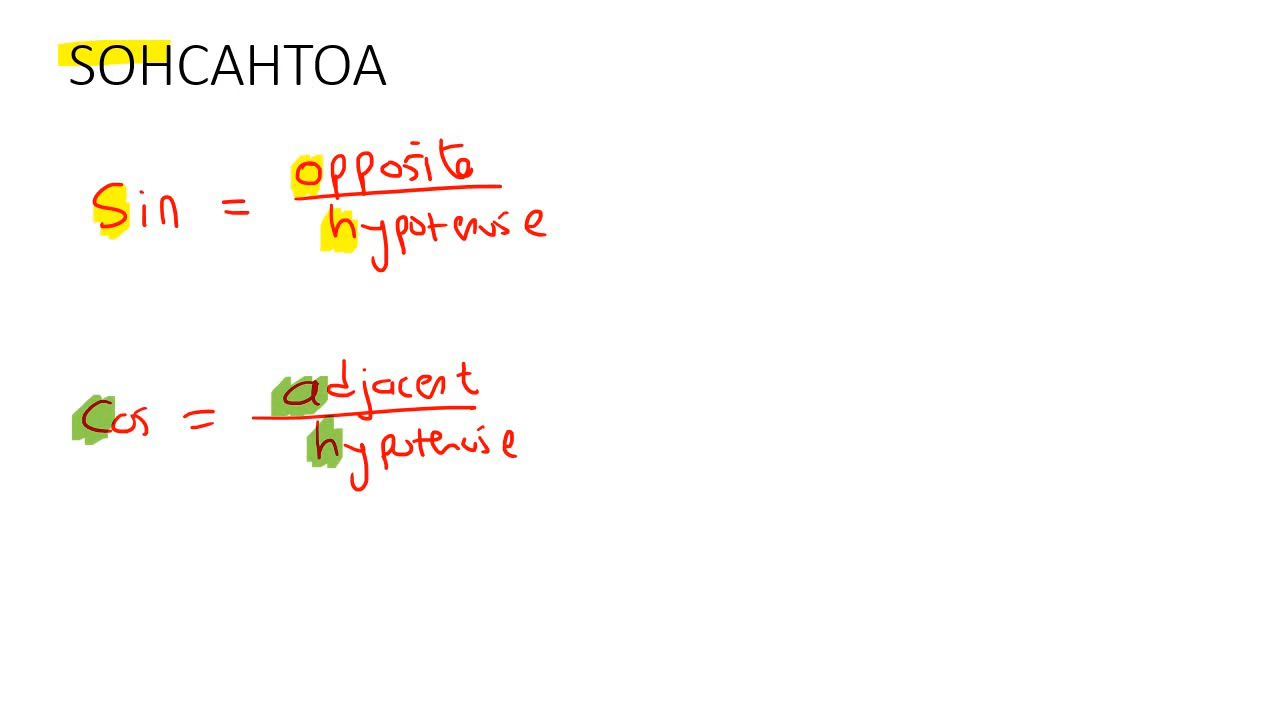 SOHCAHTOA
Sin = opposite
hypotenuse
Cos = adjacent
hypotenuse